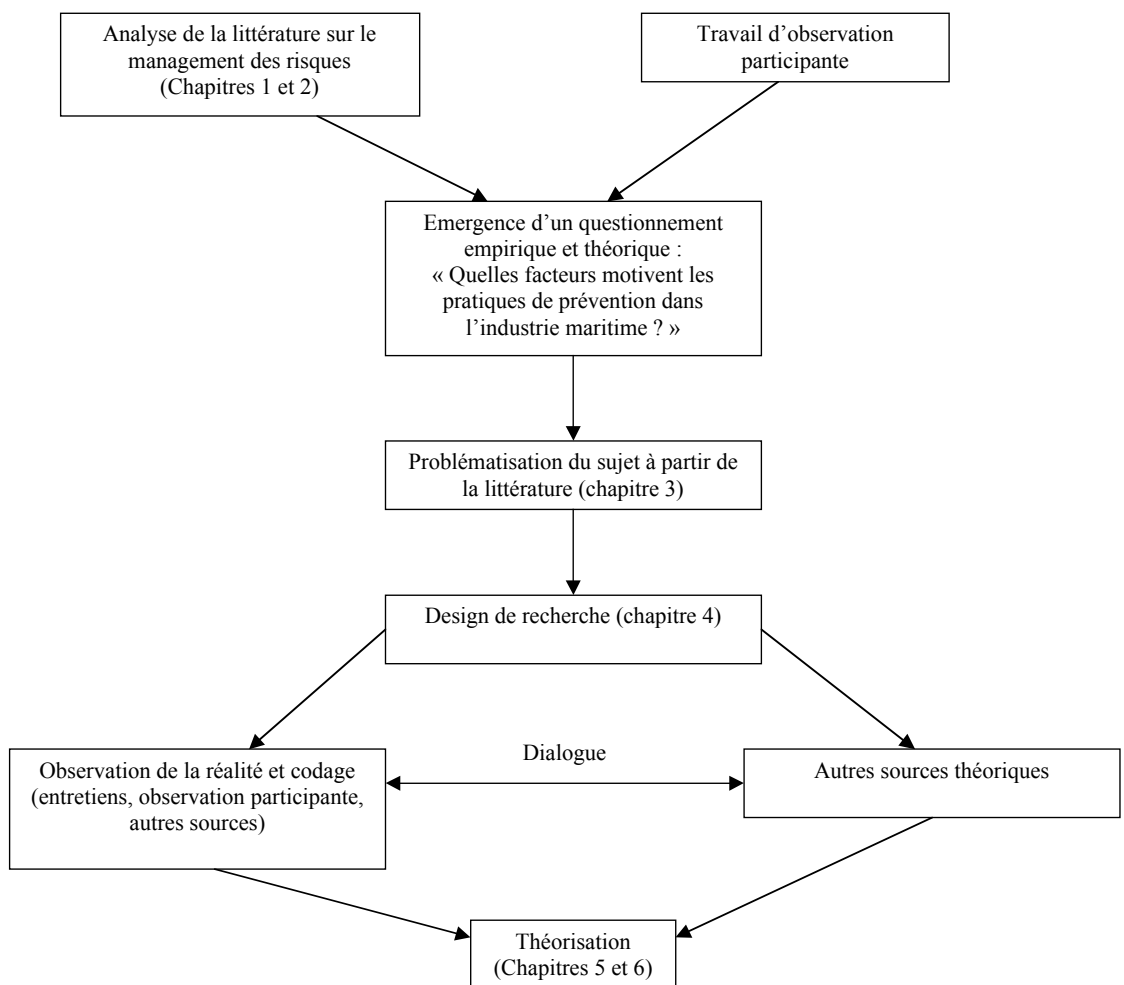 Analyse de la littérature sur le
management des risques
(Chapitres 1 et 2)
Travail d’observation
participante
Emergence d’un questionnement
empirique et théorique :
« Quelles facteurs motivent les
pratiques de prévention dans
l’industrie maritime ? »
Problématisation du sujet à partir de
la littérature (chapitre 3)
Design de recherche (chapitre 4)
Dialogue
Observation de la réalité et codage
(entretiens, observation participante,
autres sources)
Autres sources théoriques
Théorisation
(Chapitres 5 et 6)